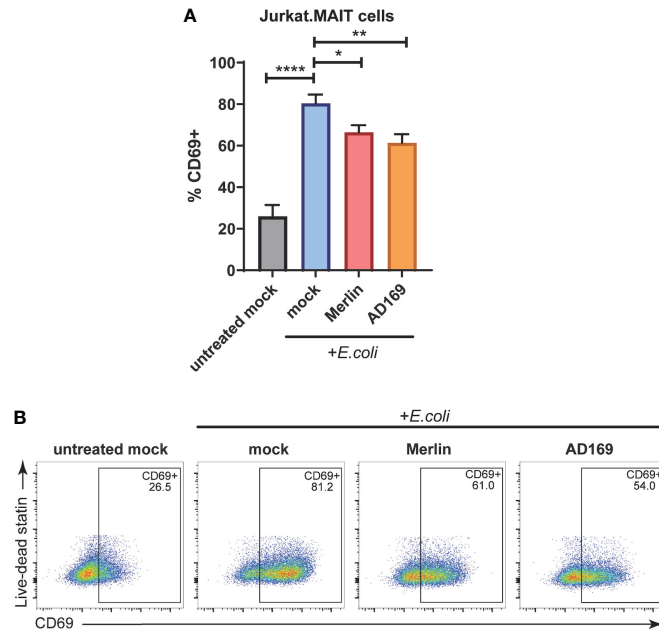 A
Jurkat.MAIT cells
**
*
****
100
80
60
40
20
0
% CD69+
untreated mock
mock
Merlin
AD169
+E.coli
B
+E.coli
untreated mock
mock
Merlin
AD169
CD69+
26.5
CD69+
81.2
CD69+
61.0
CD69+
54.0
Live-dead statin
CD69